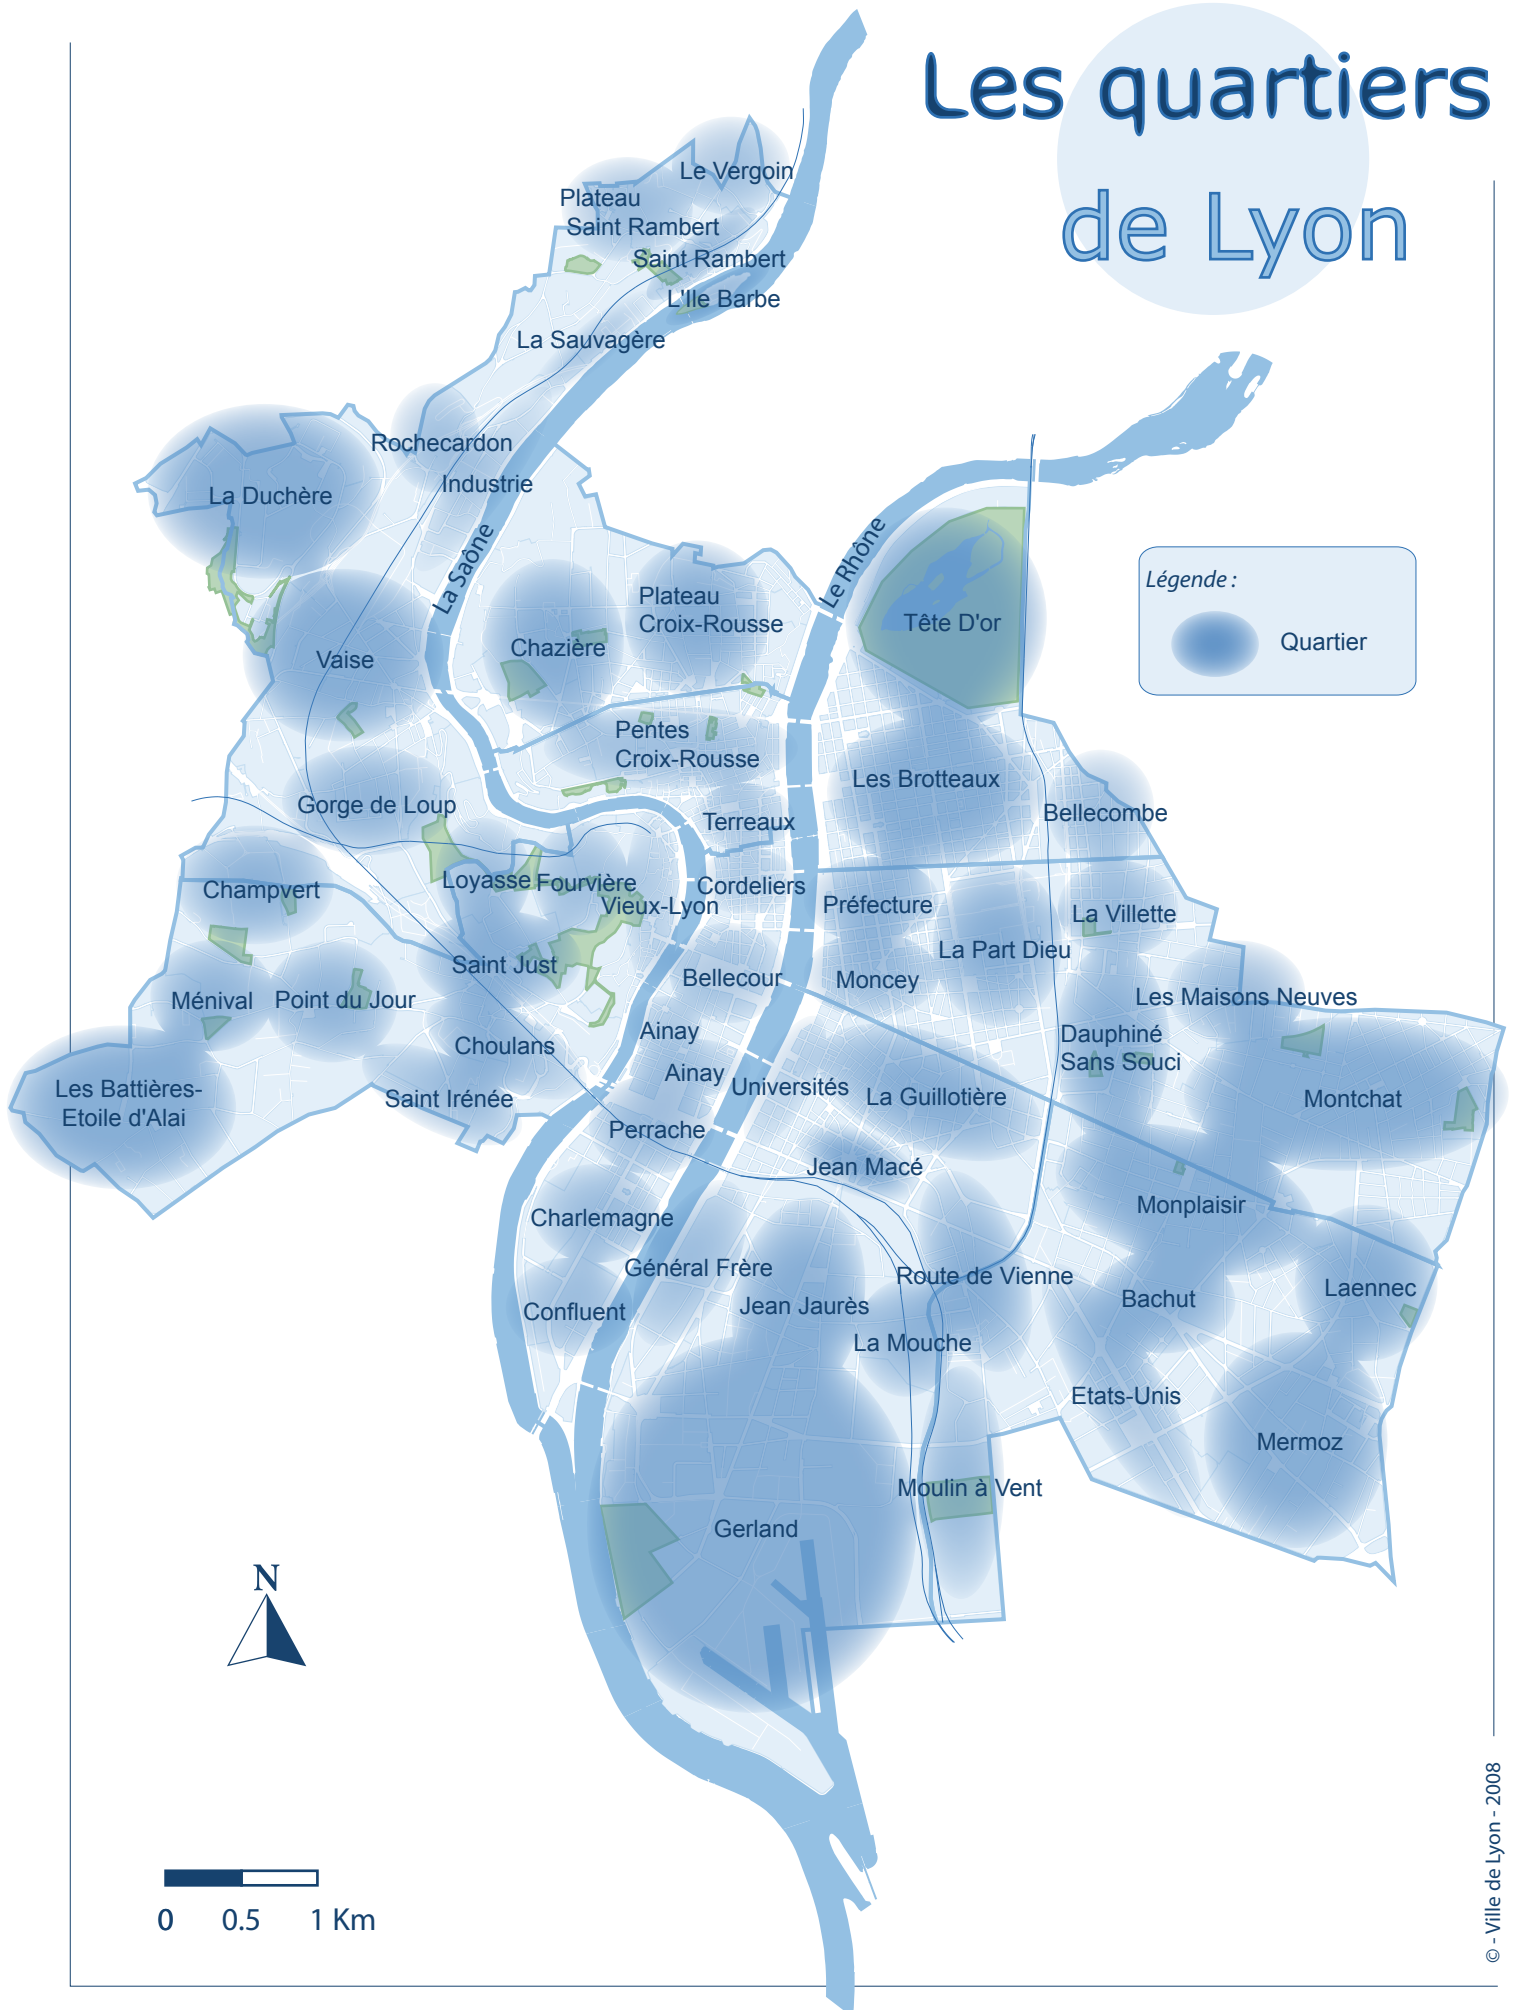 Les quartiers
de Lyon
Le Vergoin
Plateau
Saint Rambert
Saint Rambert
L'Ile Barbe
La Sauvagère
Rochecardon
Industrie
La Duchère
La Saône
Le Rhône
Légende :
Quartier
Plateau
Croix-Rousse
Tête D'or
Chazière
Vaise
Pentes
Croix-Rousse
Les Brotteaux
Gorge de Loup
Bellecombe
Terreaux
Loyasse
Fourvière
Cordeliers
Champvert
Vieux-Lyon
Préfecture
La Villette
La Part Dieu
Saint Just
Bellecour
Moncey
Ménival
Point du Jour
Les Maisons Neuves
Ainay
Dauphiné
Sans Souci
Choulans
Ainay
Universités
La Guillotière
Les Battières-
Etoile d'Alai
Saint Irénée
Montchat
Perrache
Jean Macé
Monplaisir
Charlemagne
Général Frère
Route de Vienne
Laennec
Confluent
Jean Jaurès
Bachut
La Mouche
Etats-Unis
Mermoz
Moulin à Vent
Gerland
N
0 0.5 1 Km
© - Ville de Lyon - 2008